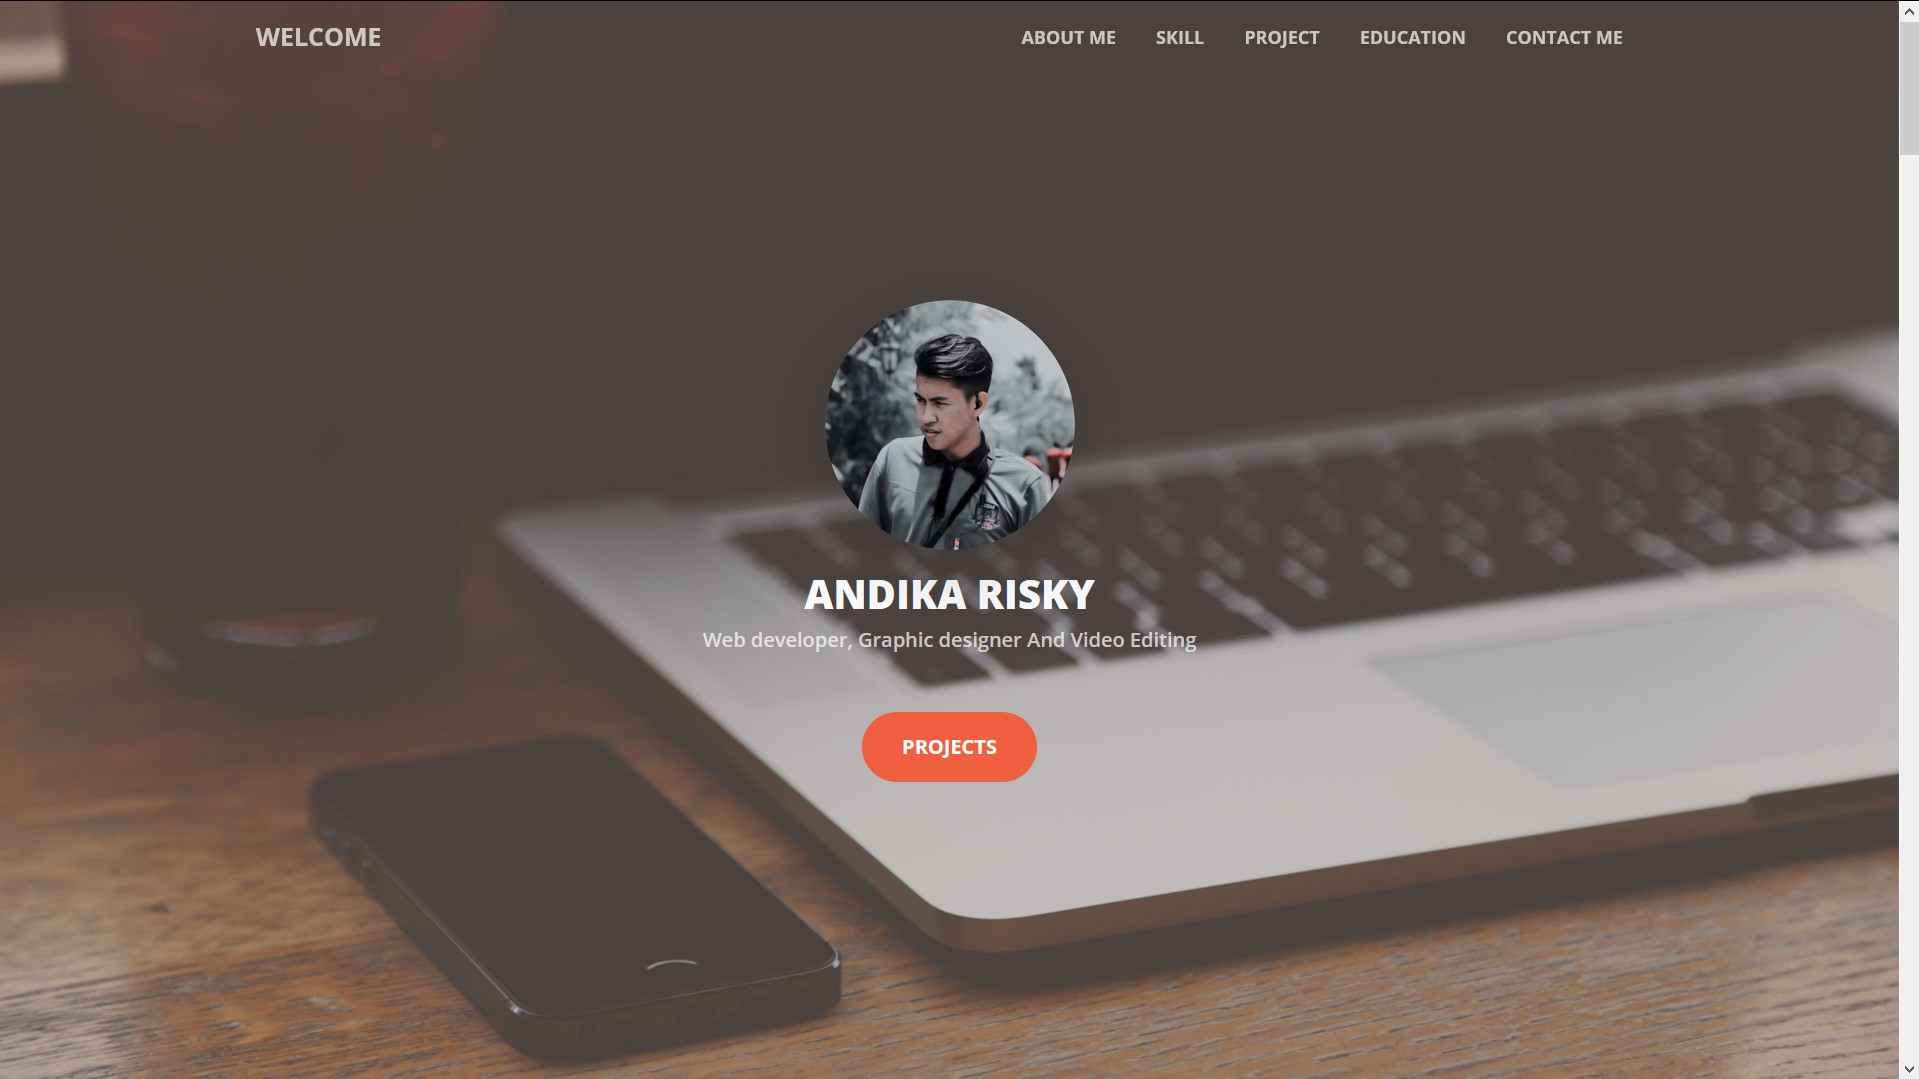 WELCOME
ABOUT ME SKILL PROJECT EDUCATION CONTACT ME
ANDIKA RISKY
Web developer, Graphic designer And Video Editing
PROJECTS